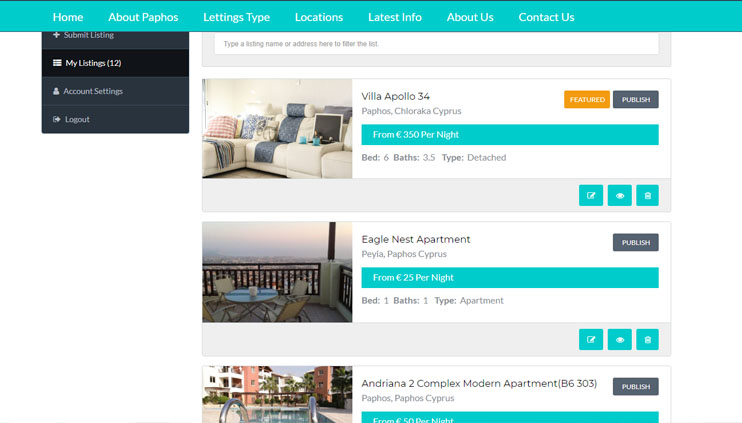 Home About Paphos Lettings Type Locations Latest Info About Us Contact Us
Submit Listing
My Listings (12)
Account Settings
Logout
Type a listing name or address here to filter the list.
Villa Apollo 34
FEATURED PUBLISH
Paphos, Chloraka Cyprus
From € 350 Per Night
Bed: 6 Baths: 3.5 Type: Detached
Eagle Nest Apartment
PUBLISH
Peyia, Paphos Cyprus
From € 25 Per Night
Bed: 1 Baths: 1 Type: Apartment
Andriana 2 Complex Modern Apartment(B6 303)
PUBLISH
Paphos, Paphos Cyprus
From € 50 Per Night